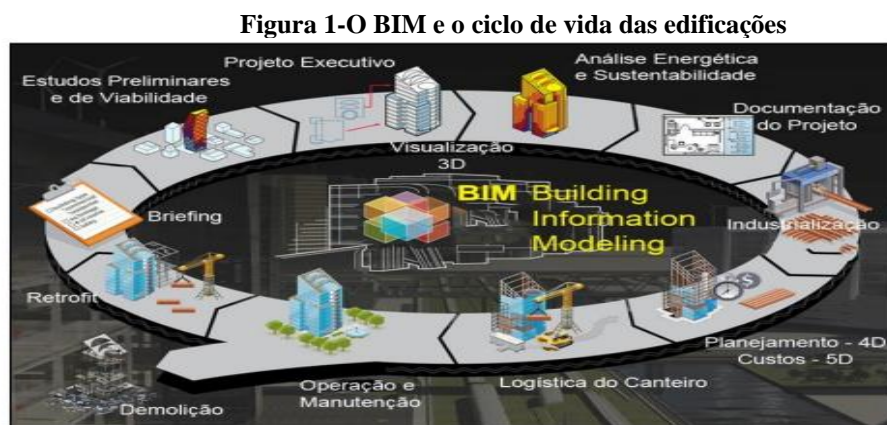 Figura 1-O BIM e o ciclo de vida das edificações
Projeto Executivo
Análise Energética
e Sustentabilidade
Estudos Preliminares
e de Viabilidade
Documentação
do Projeto
Visualização
3D
BIM Building
Information
Modeling
Briefing
Industrialização
Retrofit
Planejamento - 4D
Custos - 5D
Logística do Canteiro
Operação e
Manutenção
Demolição